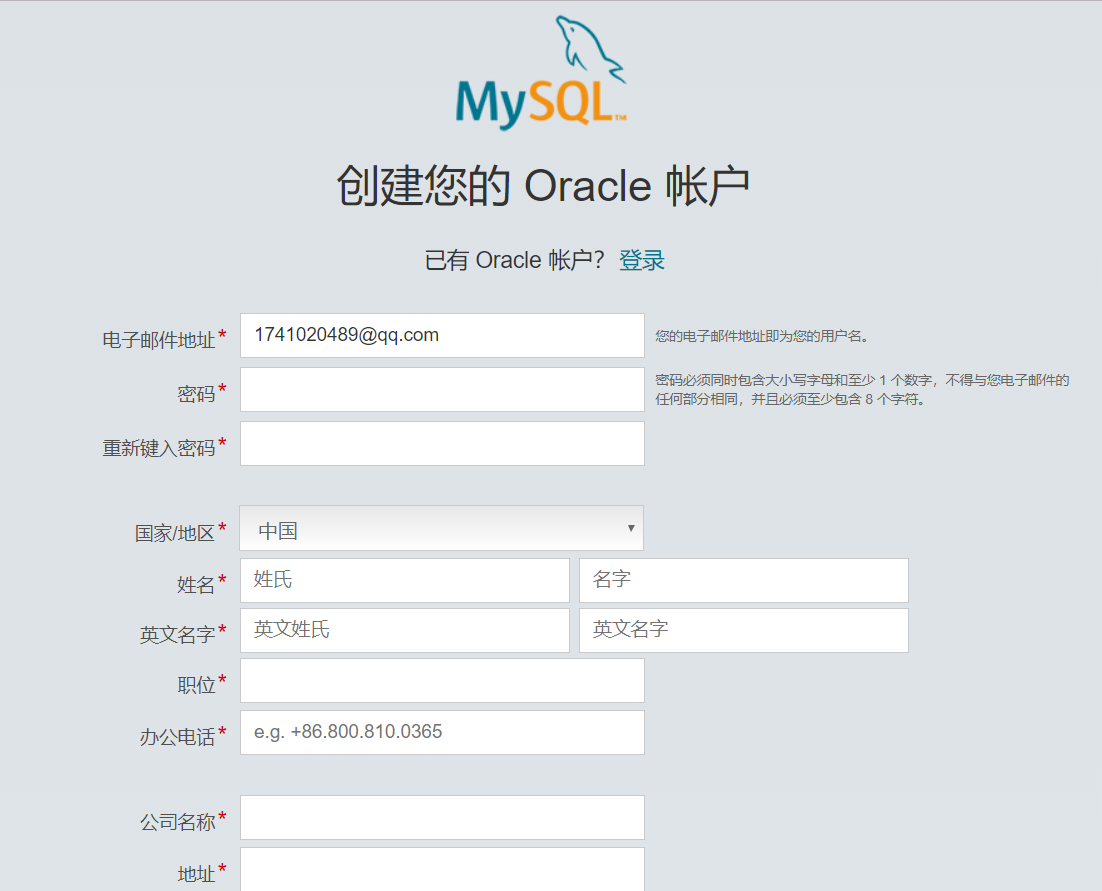 MySQL™
创建您的 Oracle 帐户
已有 Oracle 帐户？ 登录
电子邮件地址* 1741020489@qq.com 您的电子邮件地址即为您的用户名。
密码* 密码必须同时包含大小写字母和至少 1 个数字，不得与您电子邮件的
任何部分相同，并且必须至少包含 8 个字符。
重新键入密码*
国家/地区* 中国
姓名* 姓氏 名字
英文名字* 英文姓氏 英文名字
职位*
办公电话* e.g. +86.800.810.0365
公司名称*
地址*